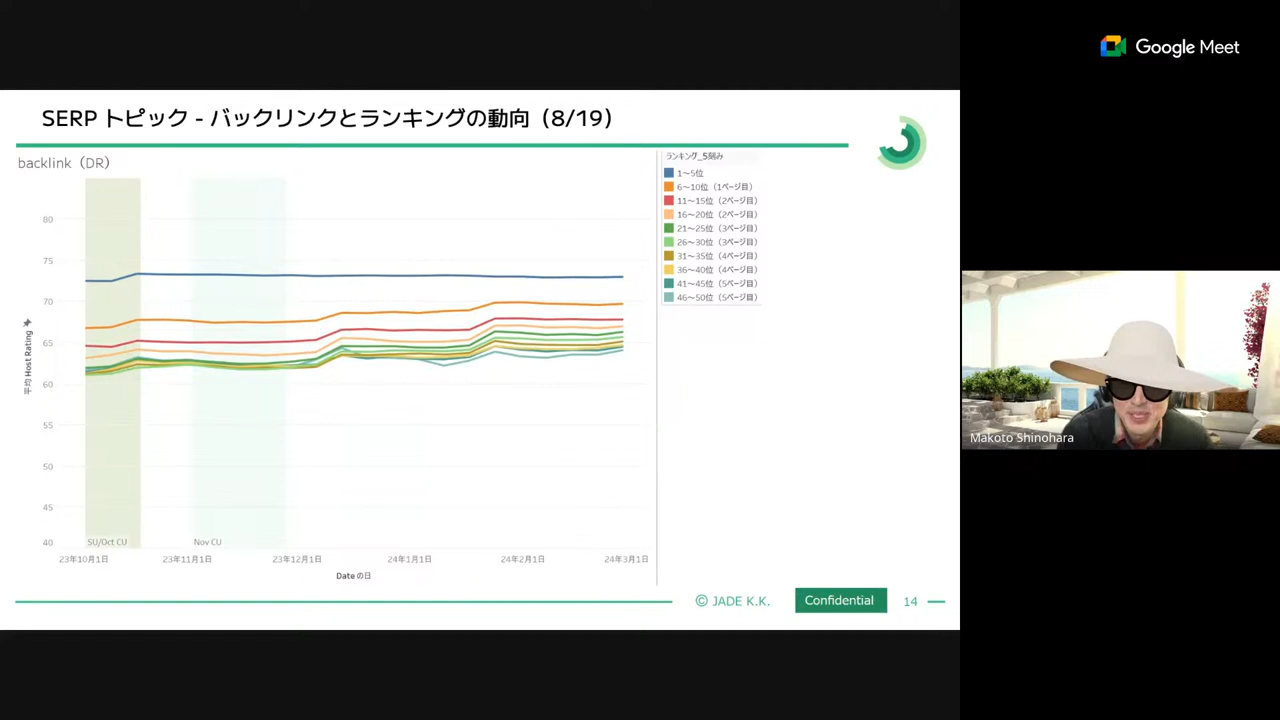 Google Meet
SERP トピック - バックリンクとランキングの動向（8/19）
backlink（DR）
ランキング_5刻み
1～5位
6～10位（1ページ目）
11～15位（2ページ目）
16～20位（2ページ目）
21～25位（3ページ目）
26～30位（3ページ目）
31～35位（4ページ目）
36～40位（4ページ目）
41～45位（5ページ目）
46～50位（5ページ目）
80
75
70
65
60
55
50
45
40
平均 Host Rating
SU/Oct CU
Nov CU
23年10月1日
23年11月1日
23年12月1日
24年1月1日
24年2月1日
24年3月1日
Date の日
© JADE K.K.
Confidential
14
Makoto Shinohara